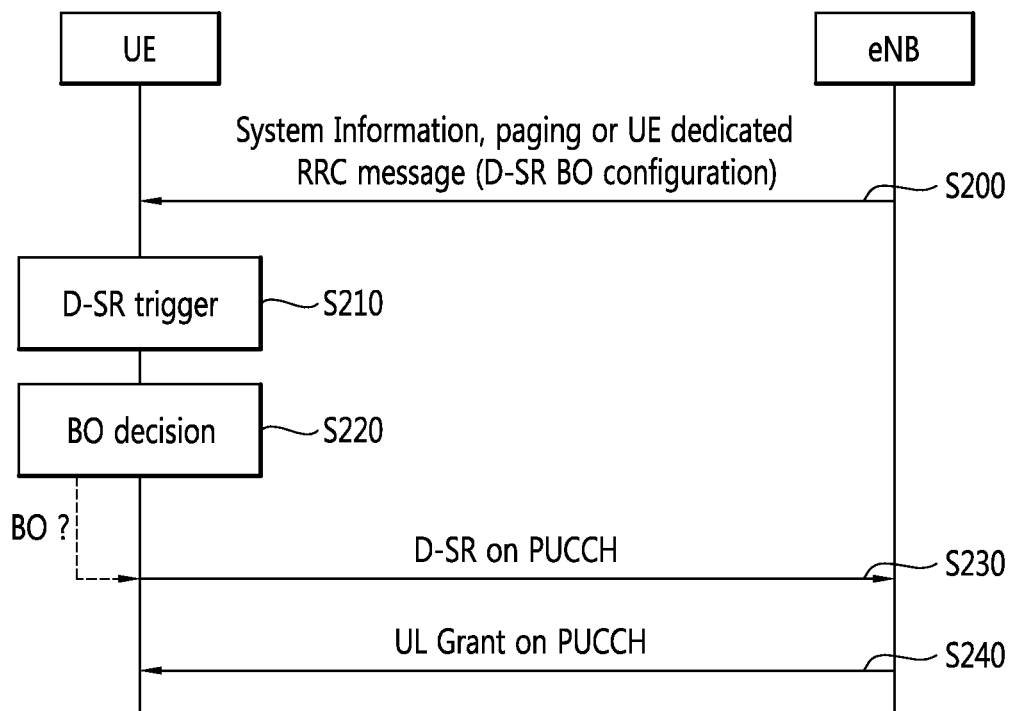 UE
eNB
System Information, paging or UE dedicated
RRC message (D-SR BO configuration)
S200
D-SR trigger
S210
BO decision
S220
BO ?
D-SR on PUCCH
S230
UL Grant on PUCCH
S240